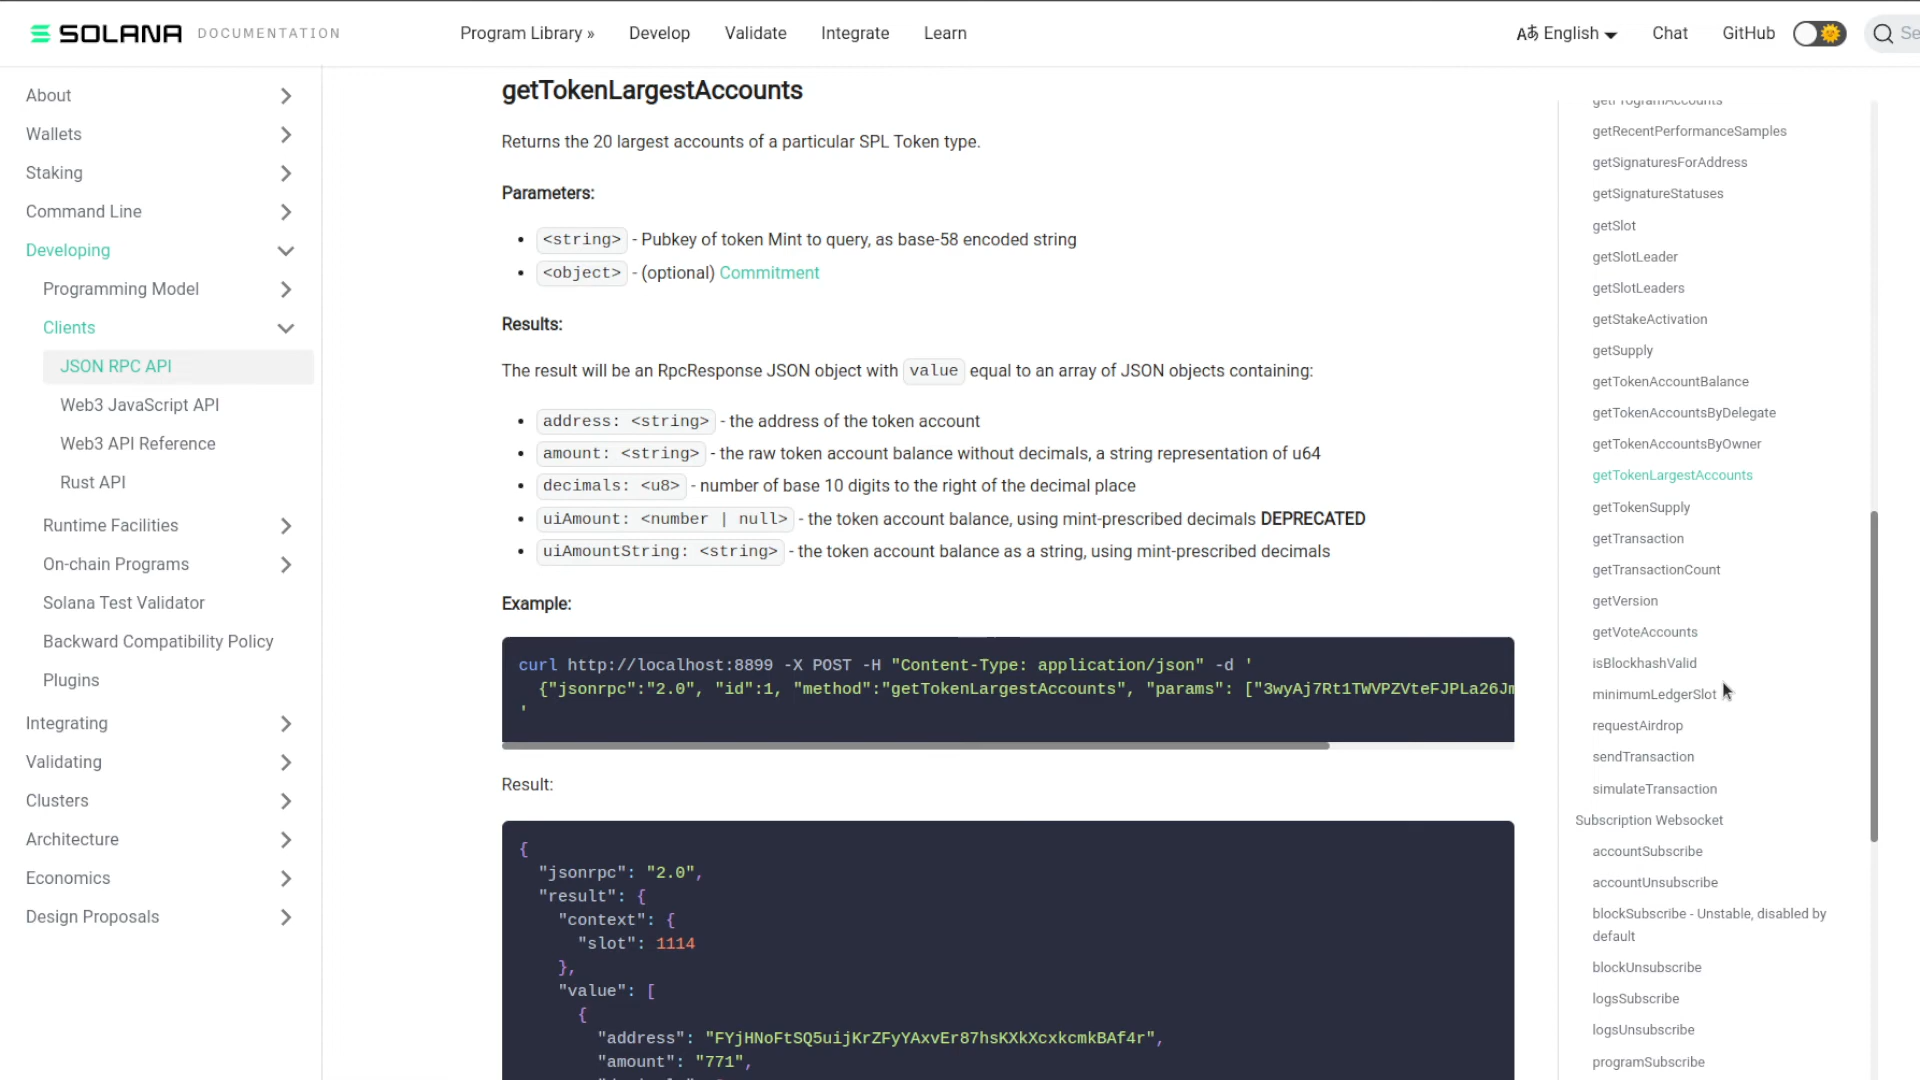 SOLANA DOCUMENTATION
Program Library »
Develop
Validate
Integrate
Learn
English
Chat
GitHub
About
Wallets
Staking
Command Line
Developing
Programming Model
Clients
JSON RPC API
Web3 JavaScript API
Web3 API Reference
Rust API
Runtime Facilities
On-chain Programs
Solana Test Validator
Backward Compatibility Policy
Plugins
Integrating
Validating
Clusters
Architecture
Economics
Design Proposals
getTokenLargestAccounts
Returns the 20 largest accounts of a particular SPL Token type.
Parameters:
<string> - Pubkey of token Mint to query, as base-58 encoded string
<object> - (optional) Commitment
Results:
The result will be an RpcResponse JSON object with value equal to an array of JSON objects containing:
address: <string> - the address of the token account
amount: <string> - the raw token account balance without decimals, a string representation of u64
decimals: <u8> - number of base 10 digits to the right of the decimal place
uiAmount: <number | null> - the token account balance, using mint-prescribed decimals DEPRECATED
uiAmountString: <string> - the token account balance as a string, using mint-prescribed decimals
Example:
curl http://localhost:8899 -X POST -H "Content-Type: application/json" -d '
{"jsonrpc":"2.0", "id":1, "method":"getTokenLargestAccounts", "params": ["3wyAj7Rt1TWVPZVteFJPLa26Jm
'
Result:
{
"jsonrpc": "2.0",
"result": {
"context": {
"slot": 1114
},
"value": [
{
"address": "FYjHNoFtSQ5uijKrZFyYAxvEr87hsKXkXcxkcmkBAf4r",
"amount": "771",
getProgramAccounts
getRecentPerformanceSamples
getSignaturesForAddress
getSignatureStatuses
getSlot
getSlotLeader
getSlotLeaders
getStakeActivation
getSupply
getTokenAccountBalance
getTokenAccountsByDelegate
getTokenAccountsByOwner
getTokenLargestAccounts
getTokenSupply
getTransaction
getTransactionCount
getVersion
getVoteAccounts
isBlockhashValid
minimumLedgerSlot
requestAirdrop
sendTransaction
simulateTransaction
Subscription Websocket
accountSubscribe
accountUnsubscribe
blockSubscribe - Unstable, disabled by
default
blockUnsubscribe
logsSubscribe
logsUnsubscribe
programSubscribe